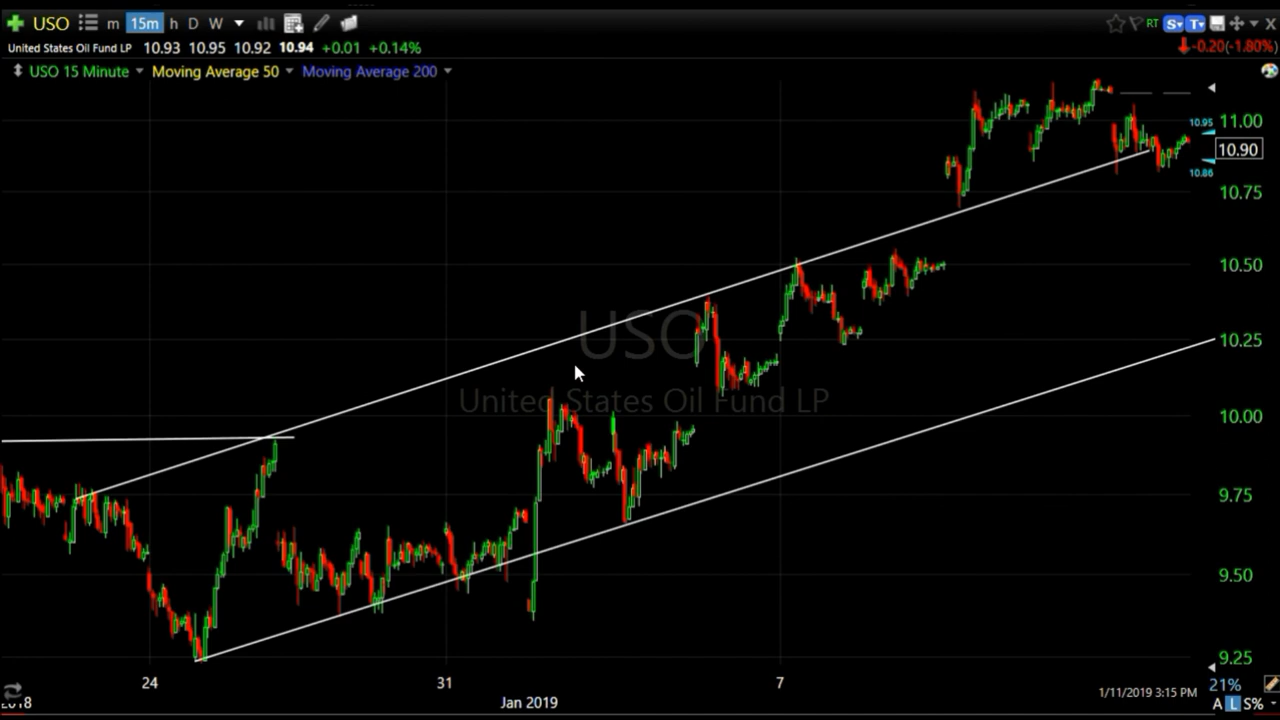 USO m 15m h D W RT S T X
United States Oil Fund LP 10.93 10.95 10.92 10.94 +0.01 +0.14% -0.20(-1.80%)
USO 15 Minute Moving Average 50 Moving Average 200
10.95 11.00
10.90
10.86
10.75
10.50
USO
10.25
United States Oil Fund LP 10.00
9.75
9.50
9.25
24 31 7 1/11/2019 3:15 PM 21%
Jan 2019 A L S%